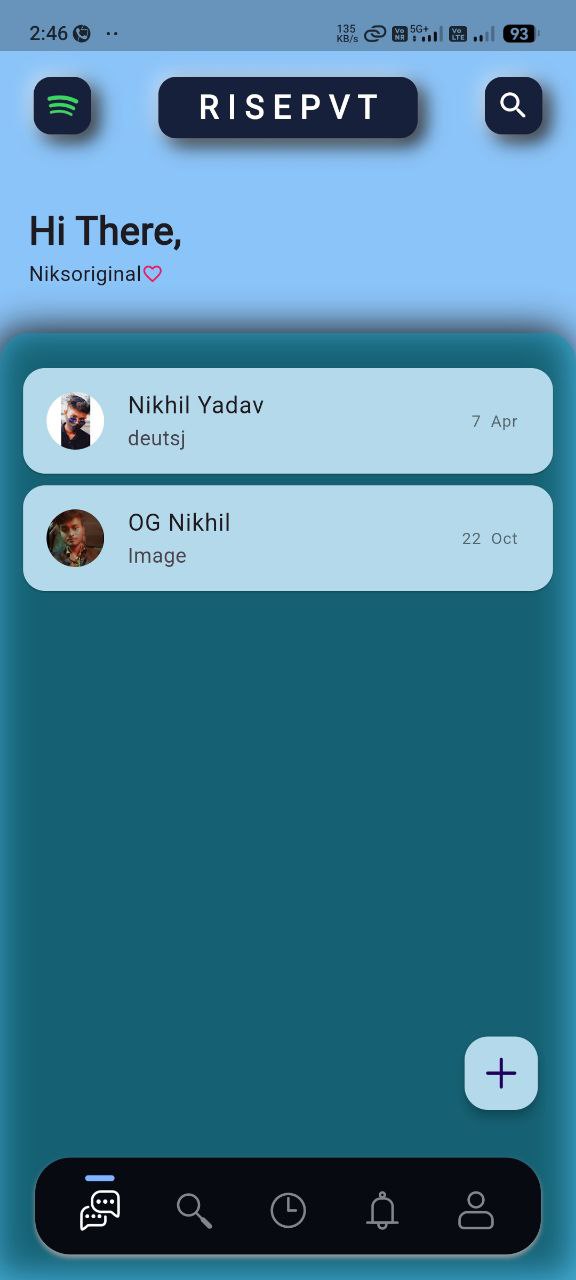 2:46
135
KB/s
Vo
NR
5G+
Vo
LTE
93
RISEPVT
Hi There,
Niksoriginal
Nikhil Yadav
deutsj
7 Apr
OG Nikhil
Image
22 Oct